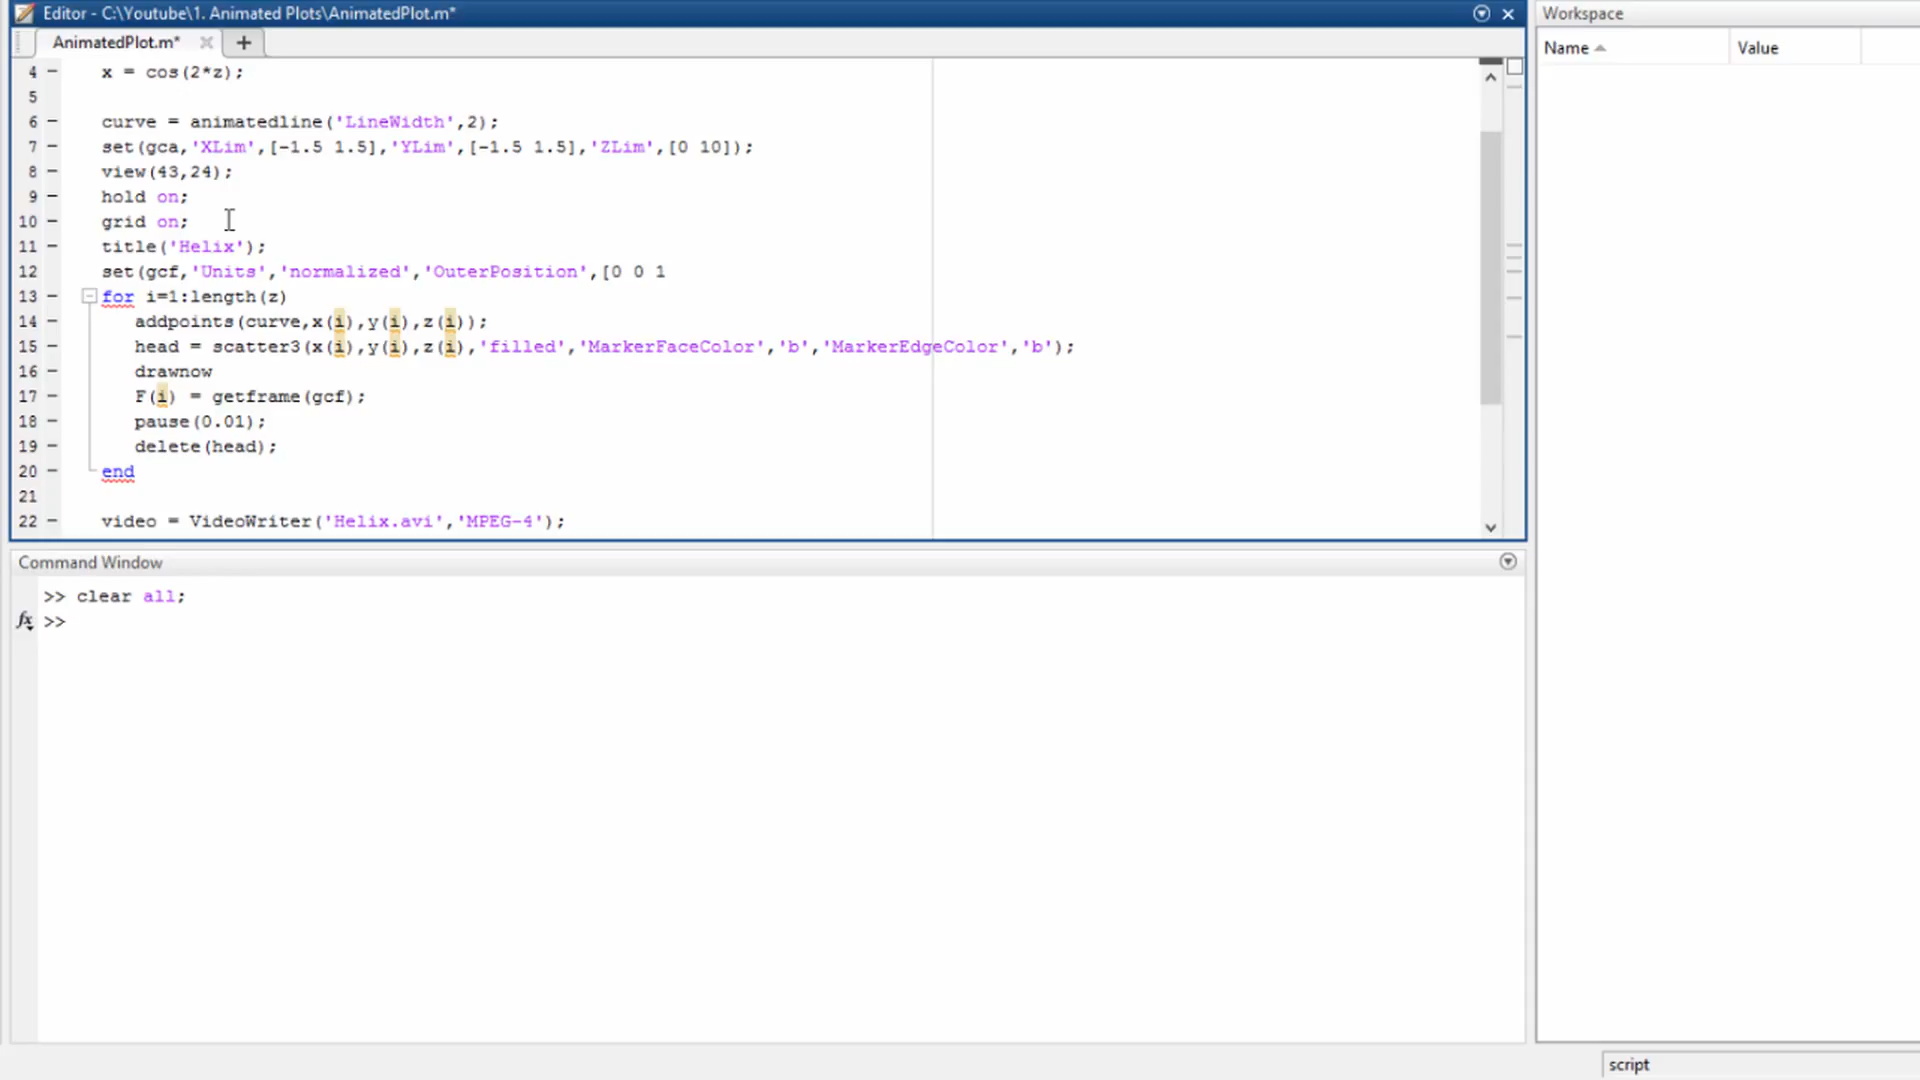 Editor - C:\Youtube\1. Animated Plots\AnimatedPlot.m*
AnimatedPlot.m*
4 - x = cos(2*z);
5
6 - curve = animatedline('LineWidth',2);
7 - set(gca,'XLim',[-1.5 1.5],'YLim',[-1.5 1.5],'ZLim',[0 10]);
8 - view(43,24);
9 - hold on;
10 - grid on;
11 - title('Helix');
12 set(gcf,'Units','normalized','OuterPosition',[0 0 1
13 - for i=1:length(z)
14 - addpoints(curve,x(i),y(i),z(i));
15 - head = scatter3(x(i),y(i),z(i),'filled','MarkerFaceColor','b','MarkerEdgeColor','b');
16 - drawnow
17 - F(i) = getframe(gcf);
18 - pause(0.01);
19 - delete(head);
20 - end
21
22 - video = VideoWriter('Helix.avi','MPEG-4');
Command Window
>> clear all;
fx >>
Workspace
Name Value
script